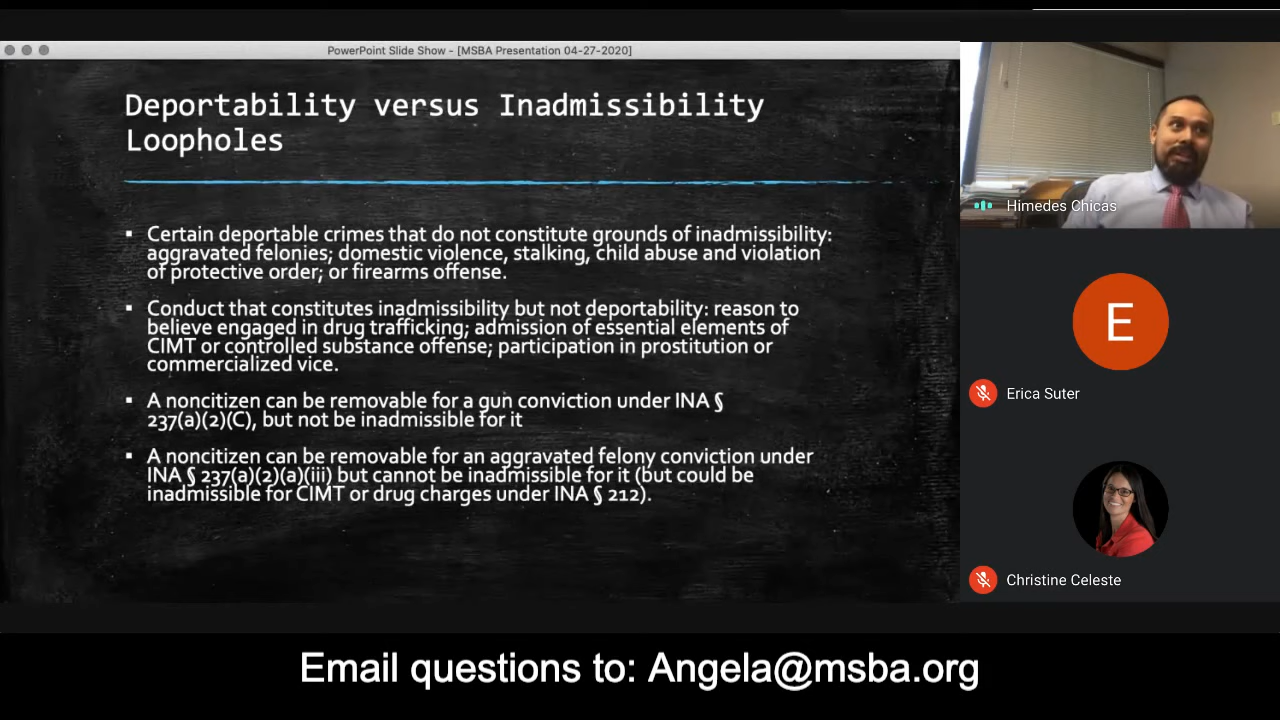 PowerPoint Slide Show - [MSBA Presentation 04-27-2020]
Deportability versus Inadmissibility
Loopholes
▪ Certain deportable crimes that do not constitute grounds of inadmissibility:
aggravated felonies; domestic violence, stalking, child abuse and violation
of protective order; or firearms offense.
▪ Conduct that constitutes inadmissibility but not deportability: reason to
believe engaged in drug trafficking; admission of essential elements of
CIMT or controlled substance offense; participation in prostitution or
commercialized vice.
▪ A noncitizen can be removable for a gun conviction under INA §
237(a)(2)(C), but not be inadmissible for it
▪ A noncitizen can be removable for an aggravated felony conviction under
INA § 237(a)(2)(a)(iii) but cannot be inadmissible for it (but could be
inadmissible for CIMT or drug charges under INA § 212).
Himedes Chicas
E
Erica Suter
Christine Celeste
Email questions to: Angela@msba.org